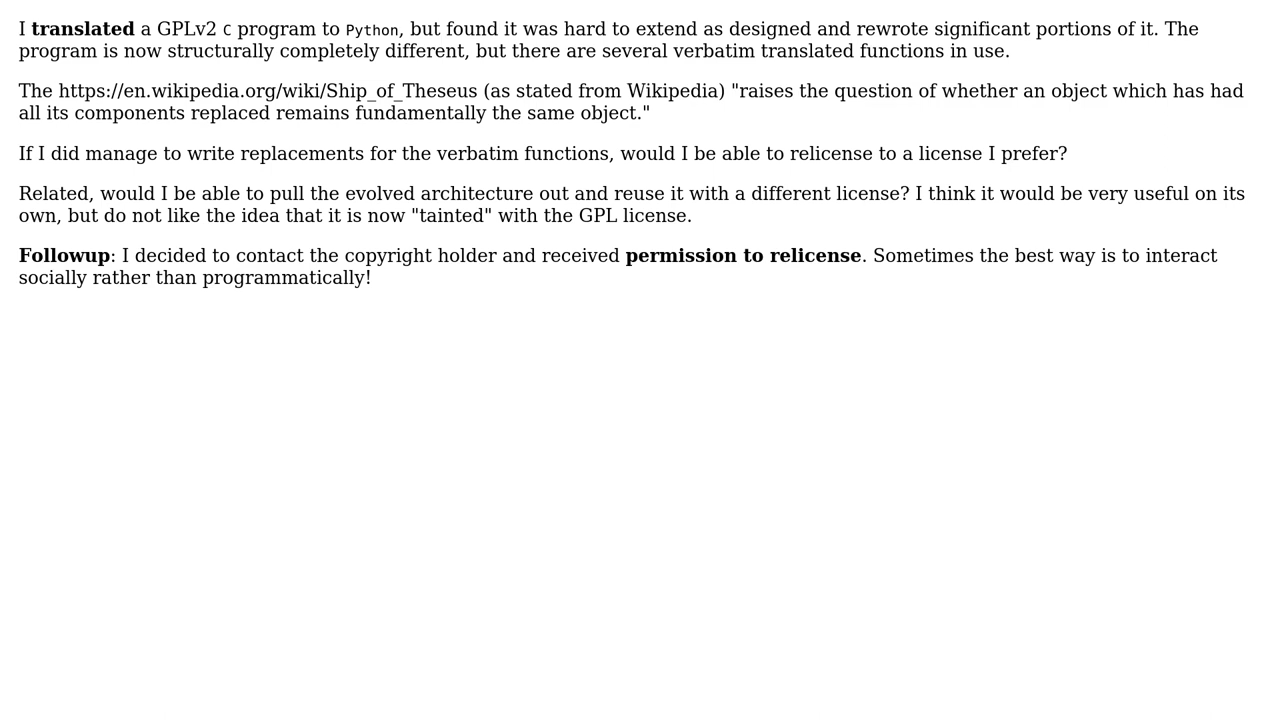 I translated a GPLv2 C program to Python, but found it was hard to extend as designed and rewrote significant portions of it. The
program is now structurally completely different, but there are several verbatim translated functions in use.
The https://en.wikipedia.org/wiki/Ship_of_Theseus (as stated from Wikipedia) "raises the question of whether an object which has had
all its components replaced remains fundamentally the same object."
If I did manage to write replacements for the verbatim functions, would I be able to relicense to a license I prefer?
Related, would I be able to pull the evolved architecture out and reuse it with a different license? I think it would be very useful on its
own, but do not like the idea that it is now "tainted" with the GPL license.
Followup: I decided to contact the copyright holder and received permission to relicense. Sometimes the best way is to interact
socially rather than programmatically!